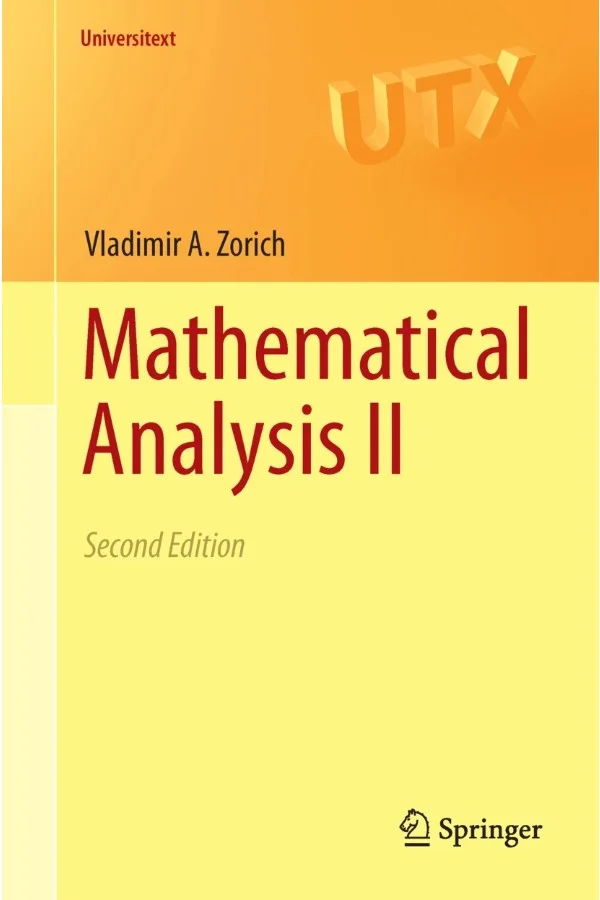 Universitext
UTX
Vladimir A. Zorich
Mathematical
Analysis II
Second Edition
Springer